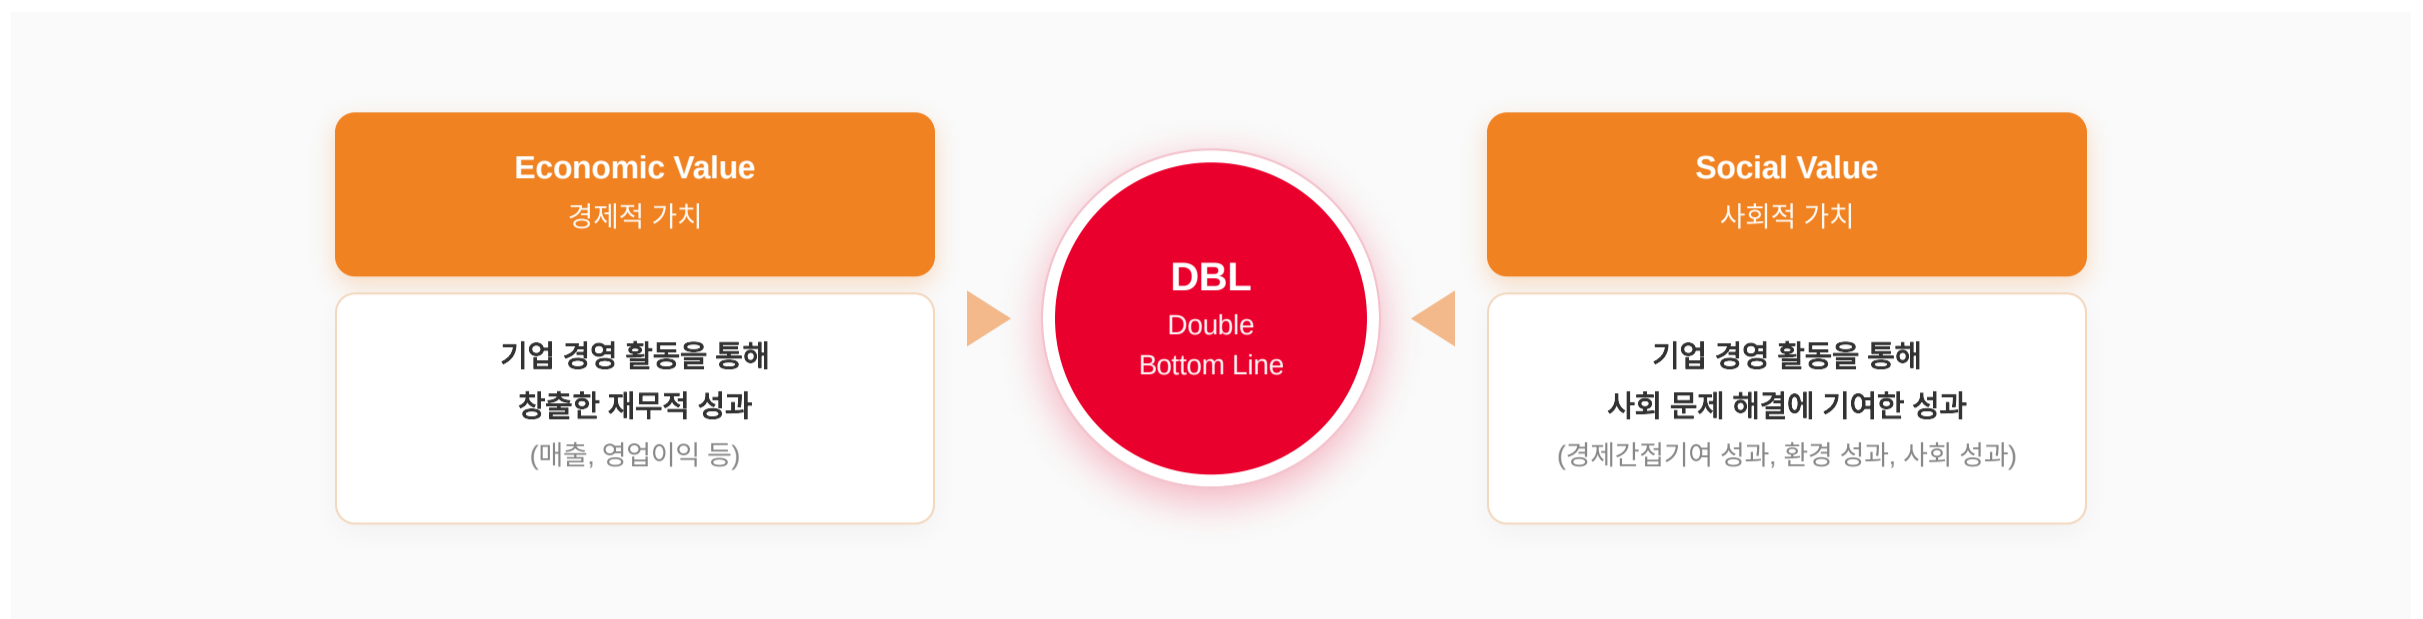 Economic Value
경제적 가치
기업 경영 활동을 통해
창출한 재무적 성과
(매출, 영업이익 등)
DBL
Double
Bottom Line
Social Value
사회적 가치
기업 경영 활동을 통해
사회 문제 해결에 기여한 성과
(경제간접기여 성과, 환경 성과, 사회 성과)